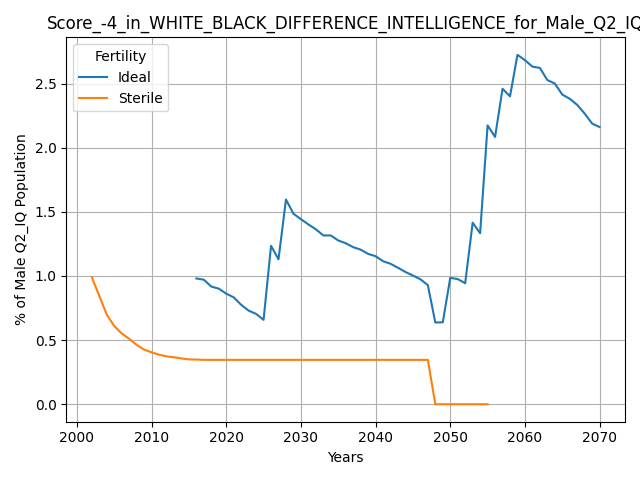 Score_-4_in_WHITE_BLACK_DIFFERENCE_INTELLIGENCE_for_Male_Q2_IQ
Fertility
Ideal
Sterile
% of Male Q2_IQ Population
2.5
2.0
1.5
1.0
0.5
0.0
2000 2010 2020 2030 2040 2050 2060 2070
Years